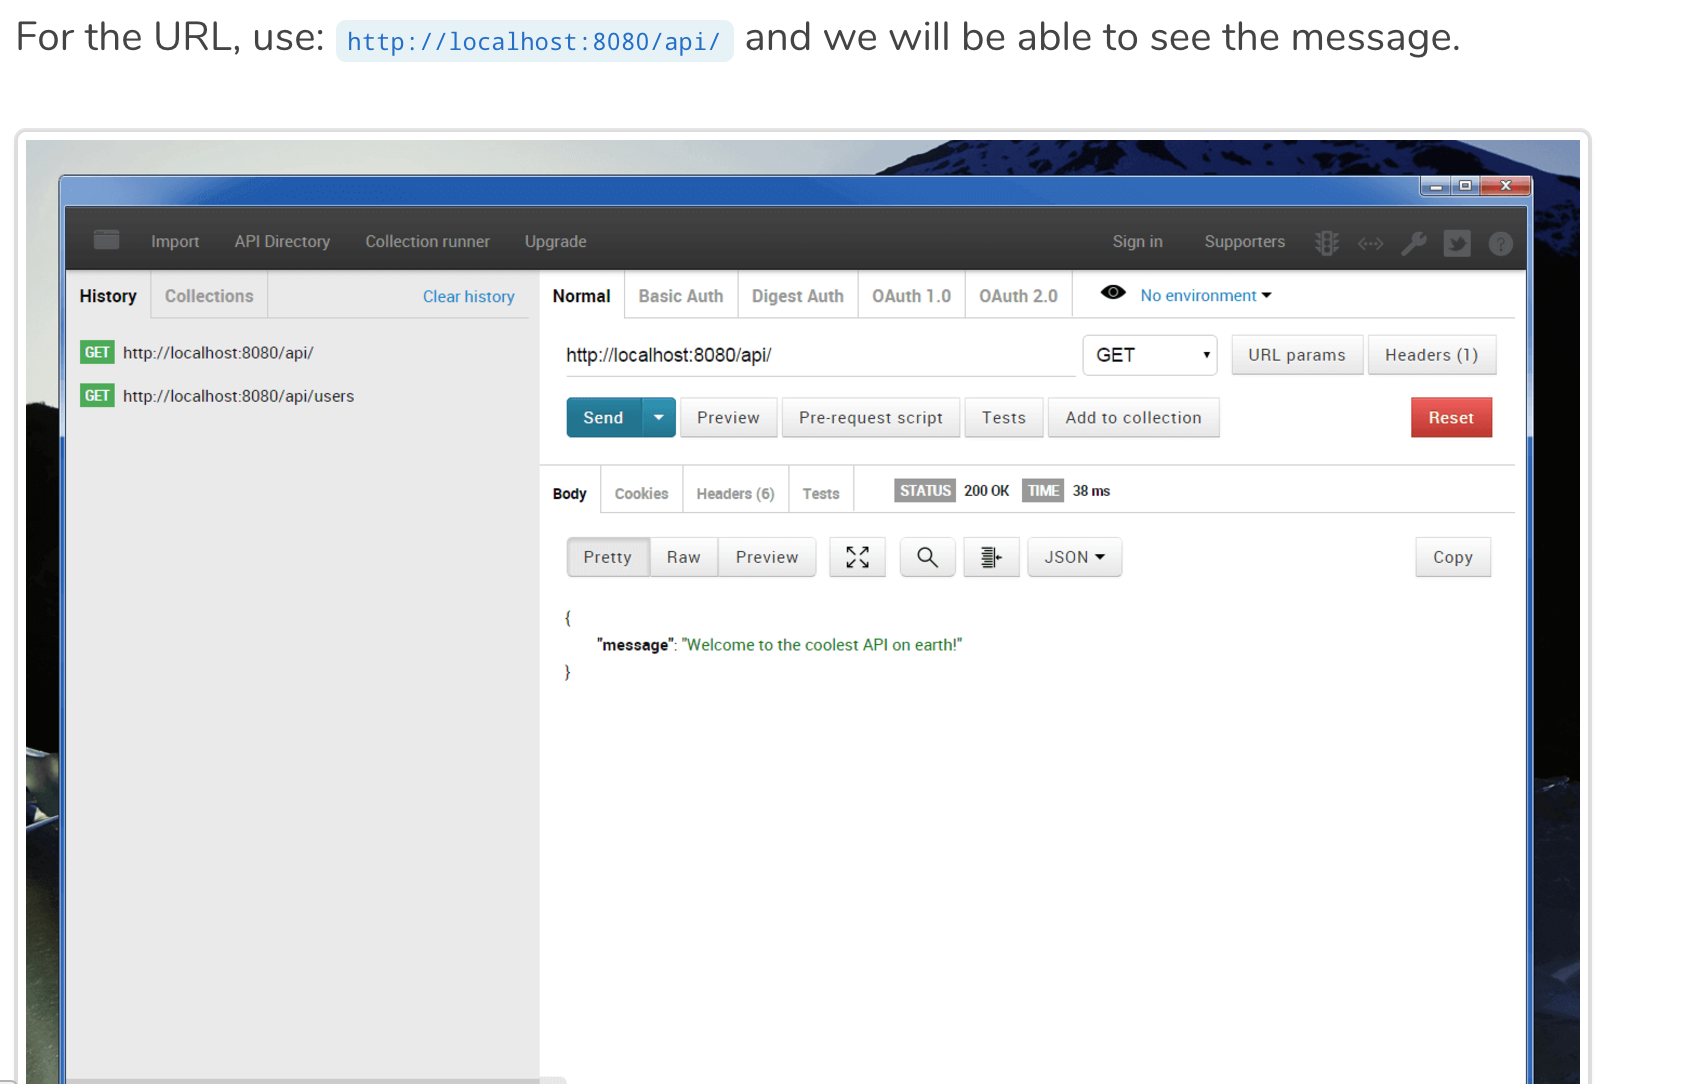 For the URL, use: http://localhost:8080/api/ and we will be able to see the message.
Import API Directory Collection runner Upgrade Sign in Supporters
History Collections Clear history
GET http://localhost:8080/api/
GET http://localhost:8080/api/users
Normal Basic Auth Digest Auth OAuth 1.0 OAuth 2.0 No environment
http://localhost:8080/api/ GET URL params Headers (1)
Send Preview Pre-request script Tests Add to collection Reset
Body Cookies Headers (6) Tests STATUS 200 OK TIME 38 ms
Pretty Raw Preview JSON Copy
{
"message": "Welcome to the coolest API on earth!"
}